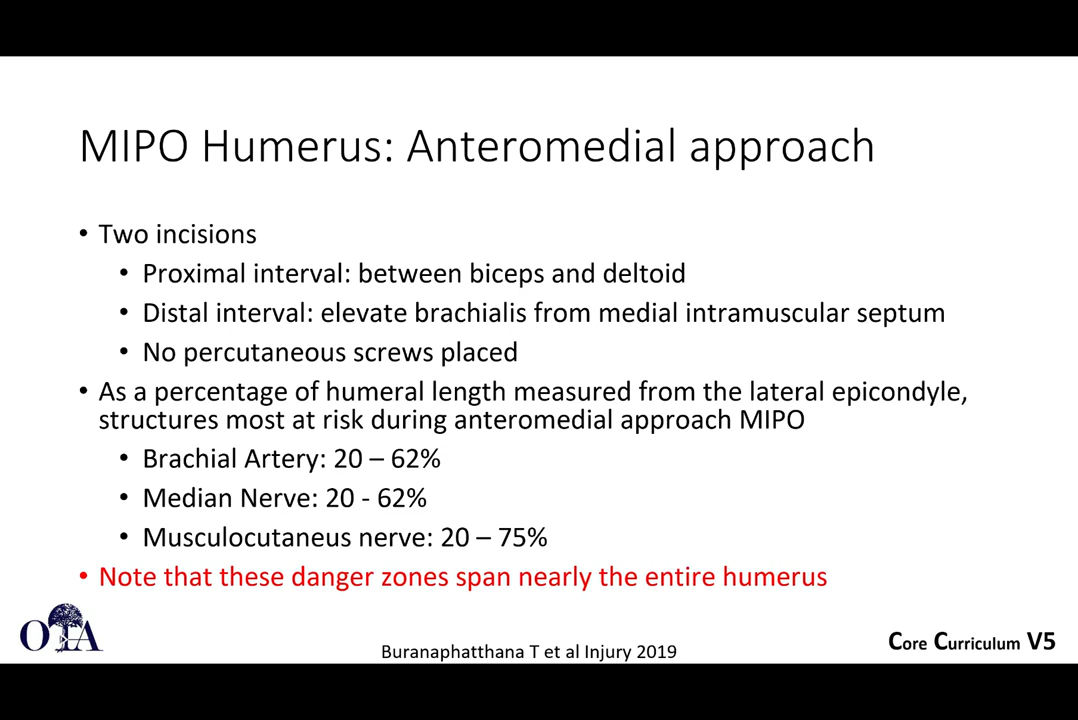 MIPO Humerus: Anteromedial approach
• Two incisions
• Proximal interval: between biceps and deltoid
• Distal interval: elevate brachialis from medial intramuscular septum
• No percutaneous screws placed
• As a percentage of humeral length measured from the lateral epicondyle,
structures most at risk during anteromedial approach MIPO
• Brachial Artery: 20 – 62%
• Median Nerve: 20 - 62%
• Musculocutaneus nerve: 20 – 75%
• Note that these danger zones span nearly the entire humerus
OTA
Buranaphatthana T et al Injury 2019
Core Curriculum V5